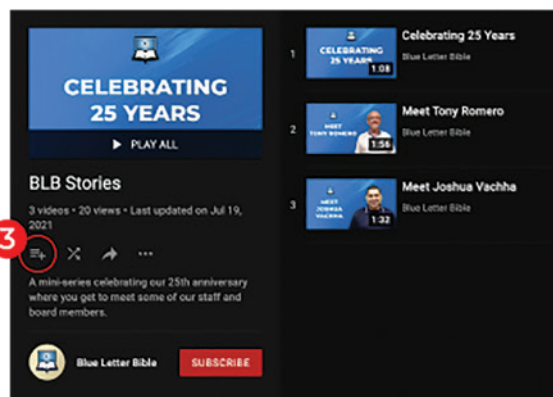 CELEBRATING
25 YEARS
PLAY ALL
BLB Stories
3 videos • 20 views • Last updated on Jul 19,
2021
3
A mini-series celebrating our 25th anniversary
where you get to meet some of our staff and
board members.
Blue Letter Bible
SUBSCRIBE
1
CELEBRATING
25 YEARS
1:08
Celebrating 25 Years
Blue Letter Bible
2
MEET
TONY ROMERO
1:56
Meet Tony Romero
Blue Letter Bible
3
MEET
JOSHUA
VACHHA
1:32
Meet Joshua Vachha
Blue Letter Bible